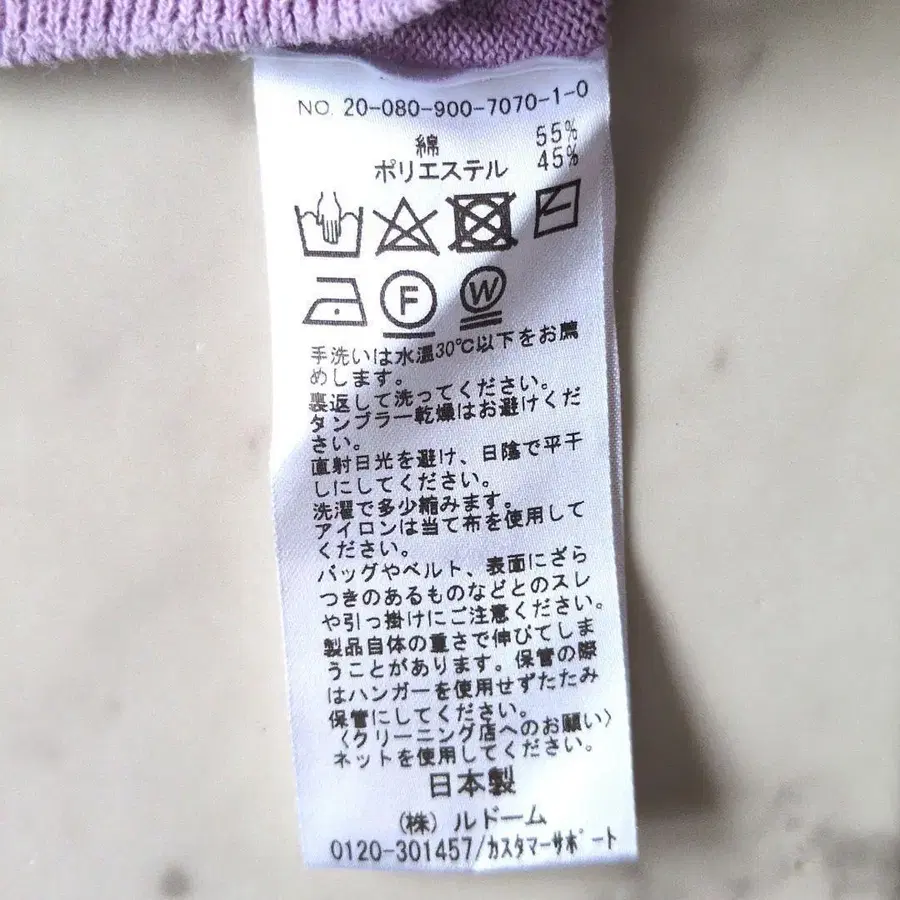 NO. 20-080-900-7070-1-0
綿 55%
ポリエステル 45%
F W
手洗いは水温30℃以下をお薦
めします。
裏返して洗ってください。
タンブラー乾燥はお避けくだ
さい。
直射日光を避け、日陰で平干
しにしてください。
洗濯で多少縮みます。
アイロンは当て布を使用して
ください。
バッグやベルト、表面にざら
つきのあるものなどとのスレ
や引っ掛けにご注意ください。
製品自体の重さで伸びてしま
うことがあります。保管の際
はハンガーを使用せずたたみ
保管にしてください。
〈クリーニング店へのお願い〉
ネットを使用してください。
日本製
(株) ルドーム
0120-301457/カスタマーサポート